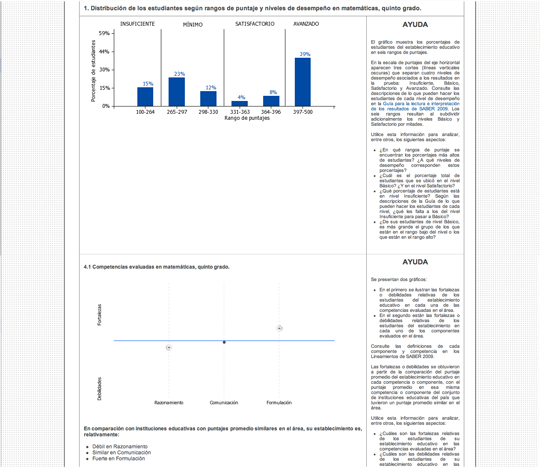 1. Distribución de los estudiantes según rangos de puntaje y niveles de desempeño en matemáticas, quinto grado.
INSUFICIENTE MÍNIMO SATISFACTORIO AVANZADO
Porcentaje de estudiantes
59%
44%
30%
15%
0%
15%
23%
12%
4%
8%
39%
100-264 265-297 298-330 331-363 364-396 397-500
Rango de puntajes
AYUDA
El gráfico muestra los porcentajes de
estudiantes del establecimiento educativo
en seis rangos de puntajes.
En la escala de puntajes del eje horizontal
aparecen tres cortes (líneas verticales
oscuras) que separan cuatro niveles de
desempeño asociados a los resultados en
la prueba: Insuficiente, Básico,
Satisfactorio y Avanzado. Consulte las
descripciones de lo que pueden hacer los
estudiantes de cada nivel de desempeño
en la Guía para la lectura e interpretación
de los resultados de SABER 2009. Los
seis rangos resultan al subdividir
adicionalmente los niveles Básico y
Satisfactorio por mitades.
Utilice esta información para analizar,
entre otros, los siguientes aspectos:
• ¿En qué rangos de puntaje se
encuentran los porcentajes más altos
de estudiantes? ¿A qué niveles de
desempeño corresponden estos
porcentajes?
• ¿Cuál es el porcentaje total de
estudiantes que se ubicó en el nivel
Básico? ¿Y en el nivel Satisfactorio?
• ¿Qué porcentaje de estudiantes está
en nivel Insuficiente? Según las
descripciones de la Guía de lo que
pueden hacer los estudiantes de cada
nivel, ¿qué les falta a los del nivel
Insuficiente para pasar a Básico?
• ¿De sus estudiantes de nivel Básico,
es más grande el grupo de los que
están en el rango bajo del nivel o los
que están en el rango alto?
4.1 Competencias evaluadas en matemáticas, quinto grado.
Fortalezas
Debilidades
Razonamiento Comunicación Formulación
En comparación con instituciones educativas con puntajes promedio similares en el área, su establecimiento es,
relativamente:
• Débil en Razonamiento
• Similar en Comunicación
• Fuerte en Formulación
AYUDA
Se presentan dos gráficos:
• En el primero se ilustran las fortalezas
o debilidades relativas de los
estudiantes del establecimiento
educativo en cada una de las
competencias evaluadas en el área.
• En el segundo están las fortalezas o
debilidades relativas de los
estudiantes del establecimiento en
cada uno de los componentes
evaluados en el área.
Consulte las definiciones de cada
componente y competencia en los
Lineamientos de SABER 2009.
Las fortalezas o debilidades se obtuvieron
a partir de la comparación del puntaje
promedio del establecimiento educativo en
cada competencia o componente, con el
puntaje promedio en esa misma
competencia o componente del conjunto
de instituciones educativas del país que
tuvieron un puntaje promedio similar en el
área.
Utilice esta información para analizar,
entre otros, los siguientes aspectos:
• ¿Cuáles son las fortalezas relativas
de los estudiantes de su
establecimiento educativo en las
competencias evaluadas en el área?
• ¿Cuáles son las debilidades relativas
de los estudiantes de su
establecimiento educativo en las